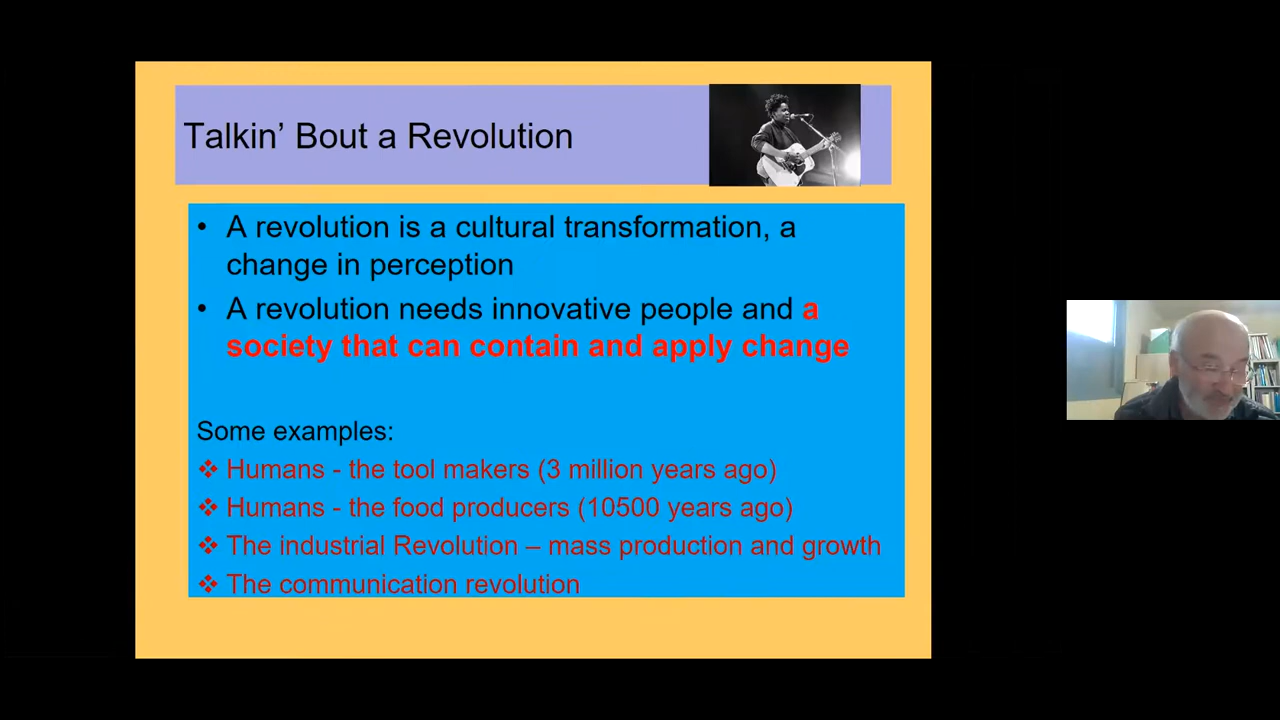 Talkin’ Bout a Revolution
• A revolution is a cultural transformation, a
change in perception
• A revolution needs innovative people and a
society that can contain and apply change
Some examples:
❖ Humans - the tool makers (3 million years ago)
❖ Humans - the food producers (10500 years ago)
❖ The industrial Revolution – mass production and growth
❖ The communication revolution